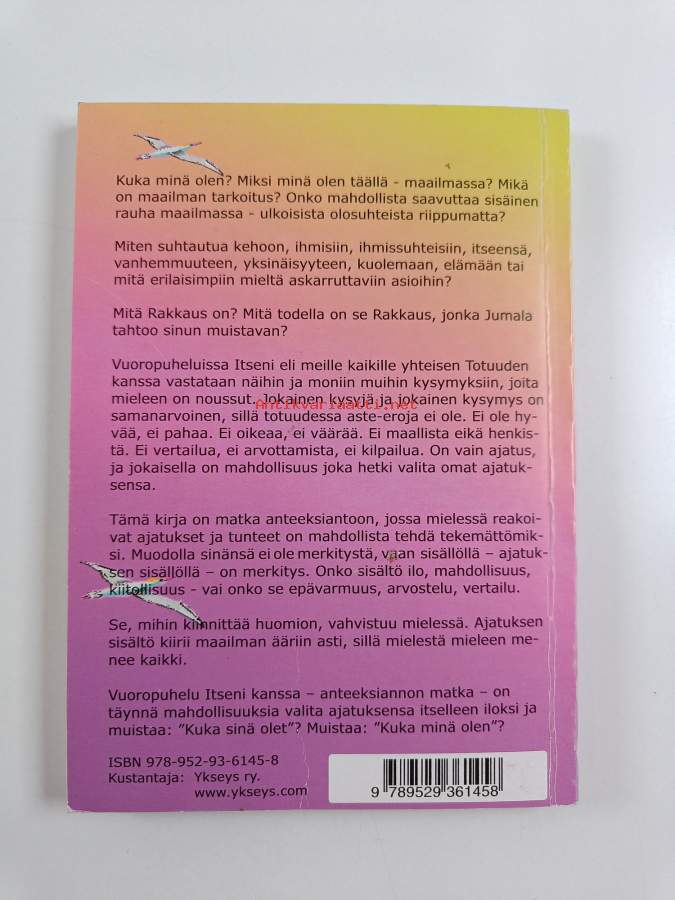 Kuka minä olen? Miksi minä olen täällä - maailmassa? Mikä
on maailman tarkoitus? Onko mahdollista saavuttaa sisäinen
rauha maailmassa - ulkoisista olosuhteista riippumatta?
Miten suhtautua kehoon, ihmisiin, ihmissuhteisiin, itseensä,
vanhemmuuteen, yksinäisyyteen, kuolemaan, elämään tai
mitä erilaisimpiin mieltä askarruttaviin asioihin?
Mitä Rakkaus on? Mitä todella on se Rakkaus, jonka Jumala
tahtoo sinun muistavan?
Vuoropuheluissa Itseni eli meille kaikille yhteisen Totuuden
kanssa vastataan näihin ja moniin muihin kysymyksiin, joita
mieleen on noussut. Jokainen kysyjä ja jokainen kysymys on
Antikvariaatti.net
samanarvoinen, sillä totuudessa aste-eroja ei ole. Ei ole hy-
vää, ei pahaa. Ei oikeaa, ei väärää. Ei maallista eikä henkis-
tä. Ei vertailua, ei arvottamista, ei kilpailua. On vain ajatus,
ja jokaisella on mahdollisuus joka hetki valita omat ajatuk-
sensa.
Tämä kirja on matka anteeksiantoon, jossa mielessä reakoi-
vat ajatukset ja tunteet on mahdollista tehdä tekemättömik-
si. Muodolla sinänsä ei ole merkitystä, vaan sisällöllä – ajatuk-
sen sisällöllä – on merkitys. Onko sisältö ilo, mahdollisuus,
kiitollisuus - vai onko se epävarmuus, arvostelu, vertailu.
Se, mihin kiinnittää huomion, vahvistuu mielessä. Ajatuksen
sisältö kiirii maailman ääriin asti, sillä mielestä mieleen me-
nee kaikki.
Vuoropuhelu Itseni kanssa – anteeksiannon matka – on
täynnä mahdollisuuksia valita ajatuksensa itselleen iloksi ja
muistaa: ”Kuka sinä olet”? Muistaa: ”Kuka minä olen”?
ISBN 978-952-93-6145-8
Kustantaja: Ykseys ry.
www.ykseys.com
9 789529 361458